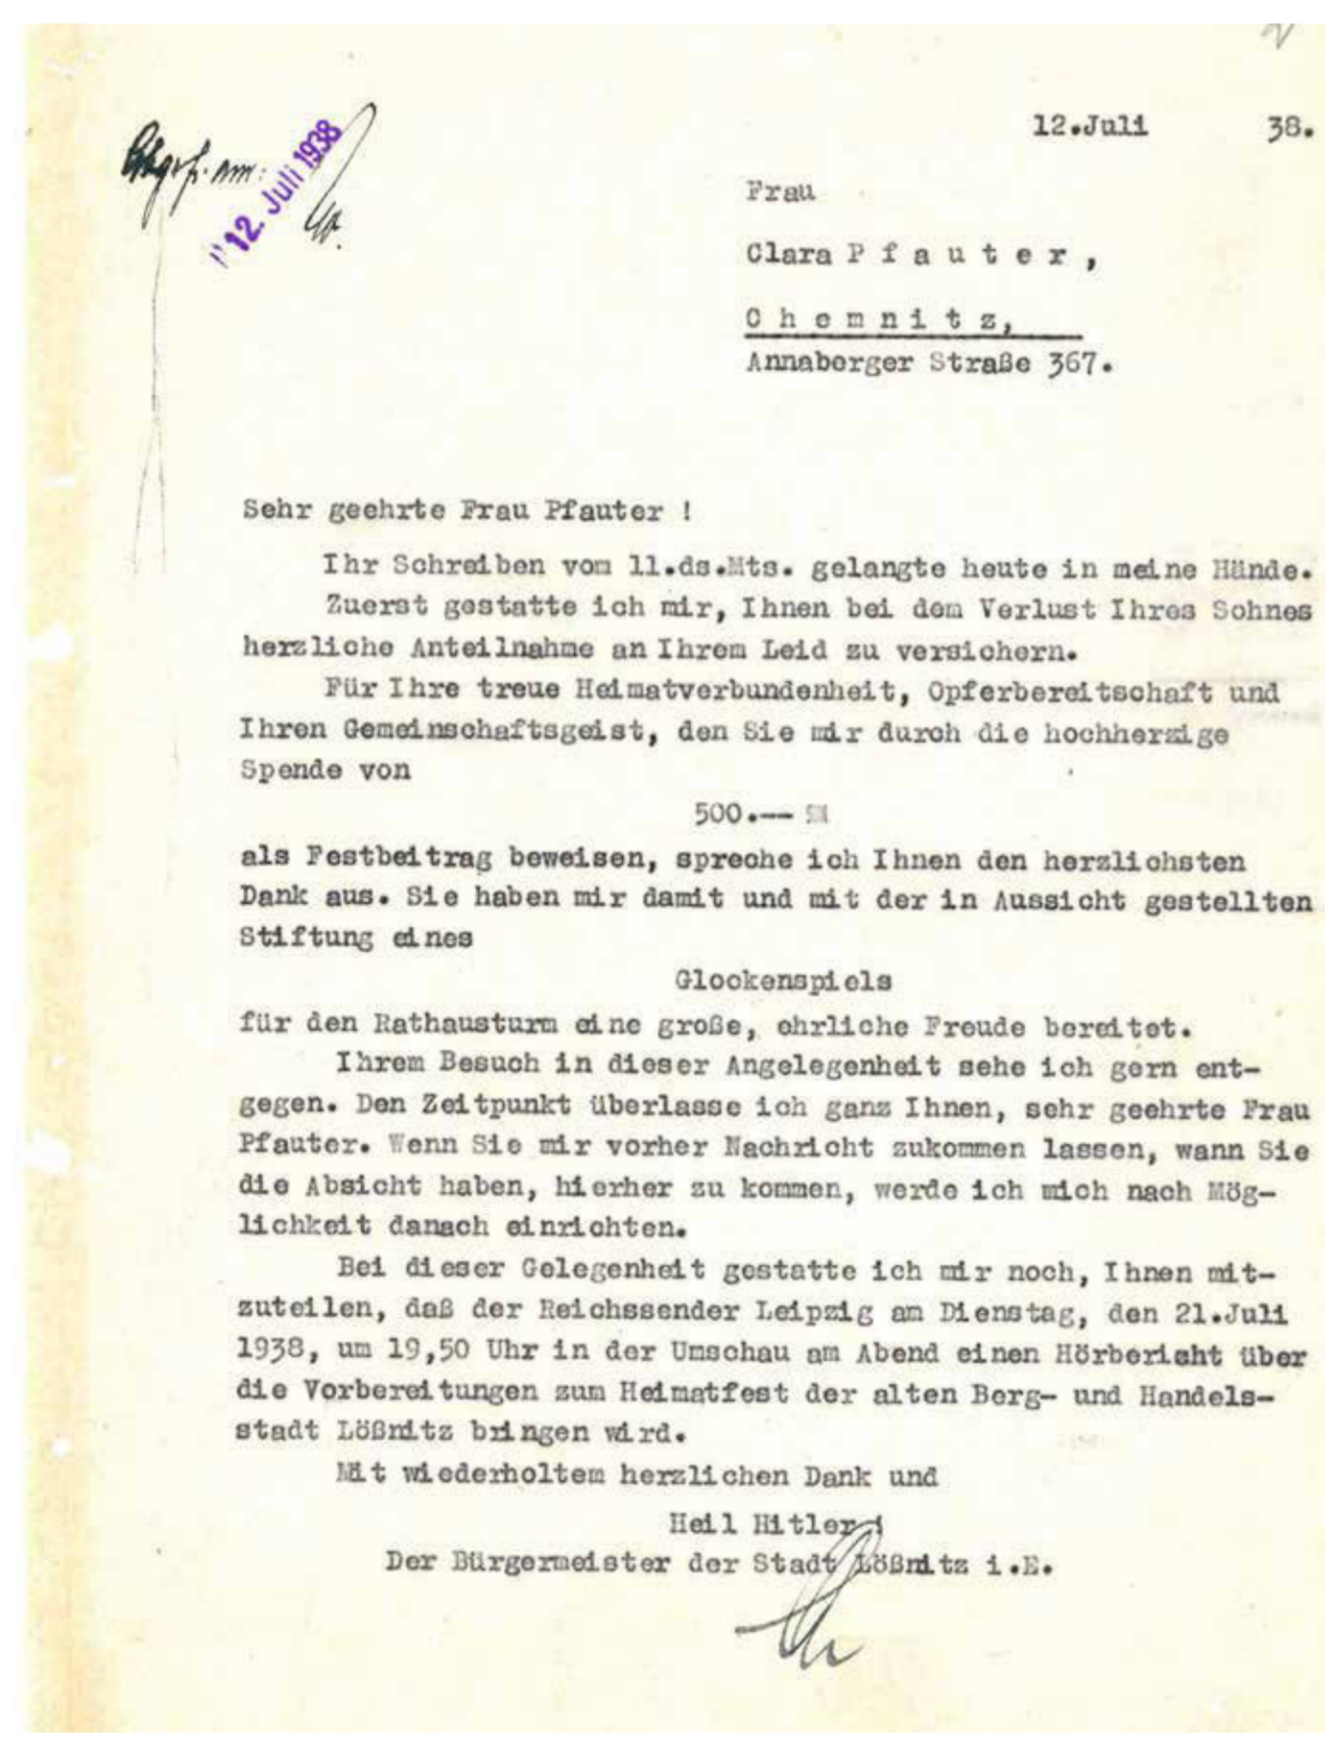 12.Juli 38.
Abges. am:
12. Juli 1938
Frau
Clara P f a u t e r ,
C h e m n i t z,
Annaberger Straße 367.
Sehr geehrte Frau Pfauter !
Ihr Schreiben vom 11.ds.Mts. gelangte heute in meine Hände.
Zuerst gestatte ich mir, Ihnen bei dem Verlust Ihres Sohnes
herzliche Anteilnahme an Ihrem Leid zu versichern.
Für Ihre treue Heimatverbundenheit, Opferbereitschaft und
Ihren Gemeinschaftsgeist, den Sie mir durch die hochherzige
Spende von
500.-- RM
als Festbeitrag beweisen, spreche ich Ihnen den herzlichsten
Dank aus. Sie haben mir damit und mit der in Aussicht gestellten
Stiftung eines
Glockenspiels
für den Rathausturm eine große, ehrliche Freude bereitet.
Ihrem Besuch in dieser Angelegenheit sehe ich gern ent-
gegen. Den Zeitpunkt überlasse ich ganz Ihnen, sehr geehrte Frau
Pfauter. Wenn Sie mir vorher Nachricht zukommen lassen, wann Sie
die Absicht haben, hierher zu kommen, werde ich mich nach Mög-
lichkeit danach einrichten.
Bei dieser Gelegenheit gestatte ich mir noch, Ihnen mit-
zuteilen, daß der Reichssender Leipzig am Dienstag, den 21.Juli
1938, um 19,50 Uhr in der Umschau am Abend einen Hörbericht über
die Vorbereitungen zum Heimatfest der alten Berg- und Handels-
stadt Lößnitz bringen wird.
Mit wiederholtem herzlichen Dank und
Heil Hitler !
Der Bürgermeister der Stadt Lößnitz i.E.